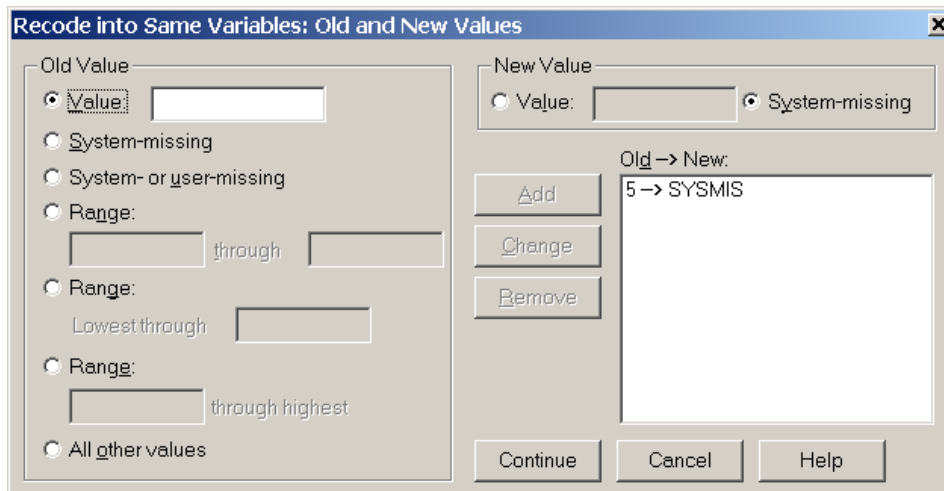 Recode into Same Variables: Old and New Values
Old Value
Value:
System-missing
System- or user-missing
Range:
through
Range:
Lowest through
Range:
through highest
All other values
New Value
Value: System-missing
Old --> New:
5 --> SYSMIS
Add
Change
Remove
Continue Cancel Help